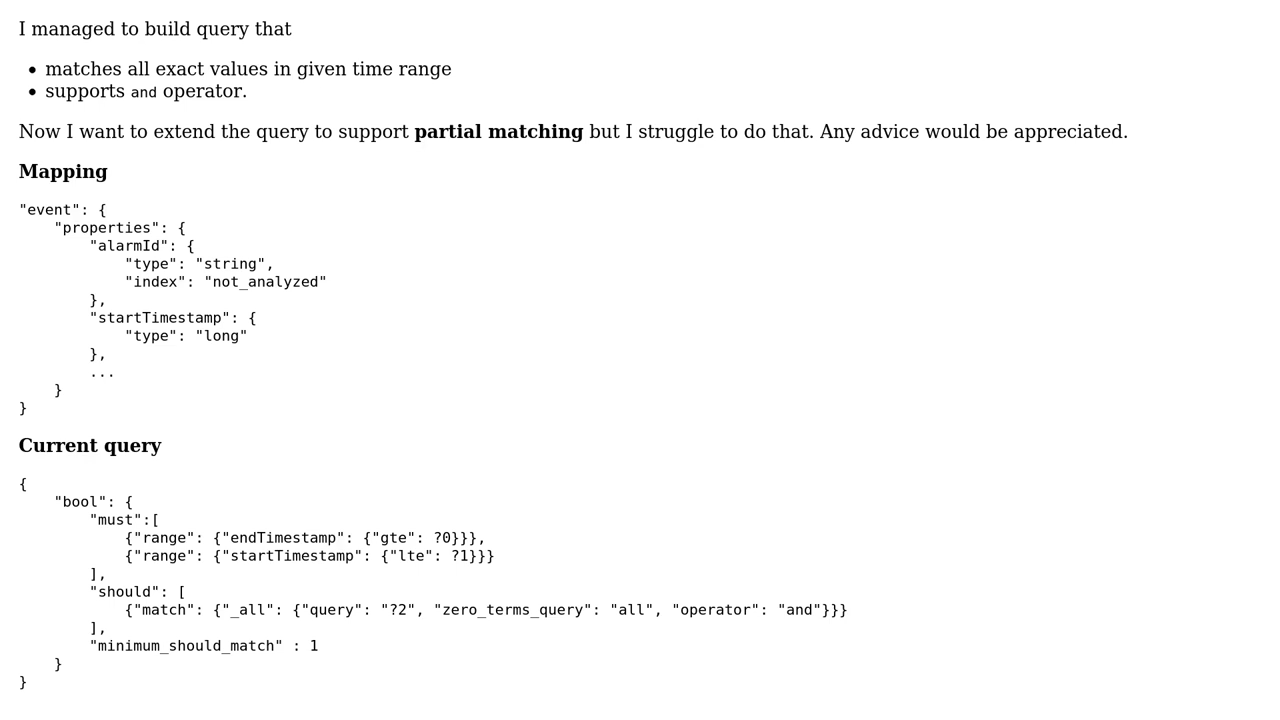 I managed to build query that
• matches all exact values in given time range
• supports and operator.
Now I want to extend the query to support partial matching but I struggle to do that. Any advice would be appreciated.
Mapping
"event": {
    "properties": {
        "alarmId": {
            "type": "string",
            "index": "not_analyzed"
        },
        "startTimestamp": {
            "type": "long"
        },
        ...
    }
}
Current query
{
    "bool": {
        "must":[
            {"range": {"endTimestamp": {"gte": ?0}}},
            {"range": {"startTimestamp": {"lte": ?1}}}
        ],
        "should": [
            {"match": {"_all": {"query": "?2", "zero_terms_query": "all", "operator": "and"}}}
        ],
        "minimum_should_match" : 1
    }
}